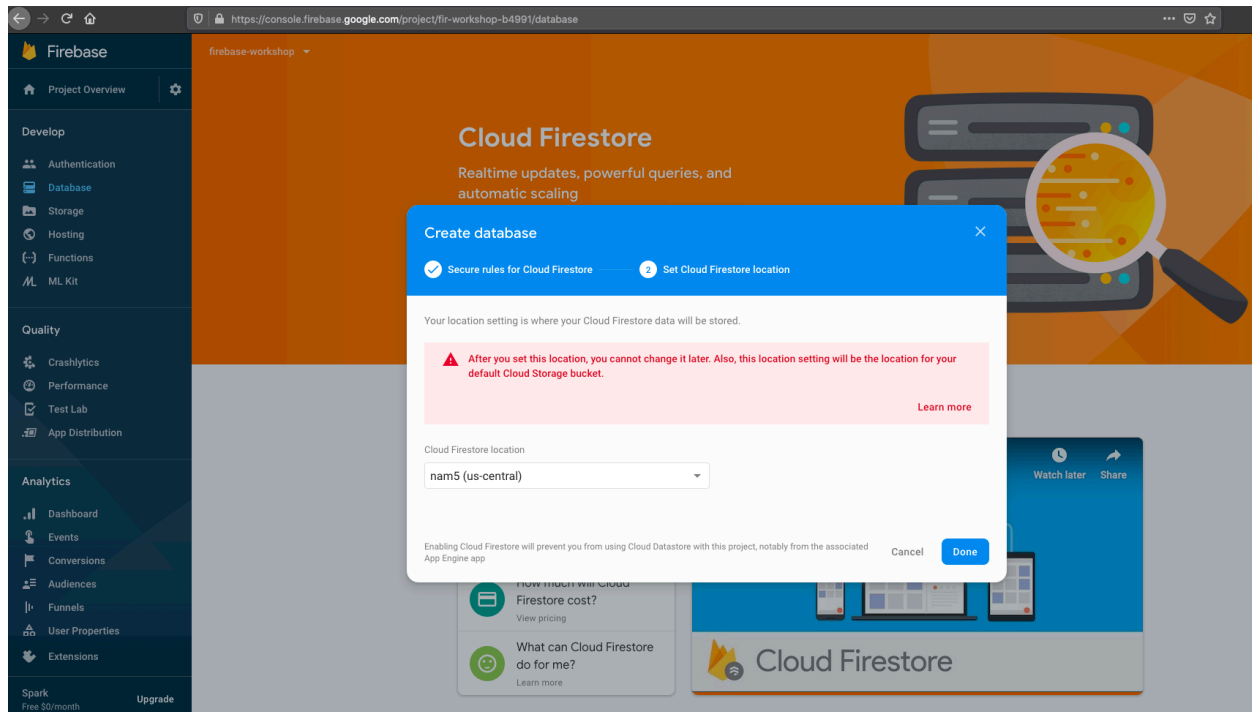 https://console.firebase.google.com/project/fir-workshop-b4991/database
Firebase
firebase-workshop
Project Overview
Develop
Authentication
Database
Storage
Hosting
Functions
ML Kit
Quality
Crashlytics
Performance
Test Lab
App Distribution
Analytics
Dashboard
Events
Conversions
Audiences
Funnels
User Properties
Extensions
Spark
Free $0/month
Upgrade
Cloud Firestore
Realtime updates, powerful queries, and
automatic scaling
Create database
Secure rules for Cloud Firestore
2 Set Cloud Firestore location
Your location setting is where your Cloud Firestore data will be stored.
After you set this location, you cannot change it later. Also, this location setting will be the location for your
default Cloud Storage bucket.
Learn more
Cloud Firestore location
nam5 (us-central)
Enabling Cloud Firestore will prevent you from using Cloud Datastore with this project, notably from the associated
App Engine app
Cancel
Done
How much will Cloud
Firestore cost?
View pricing
What can Cloud Firestore
do for me?
Learn more
Watch later
Share
Cloud Firestore